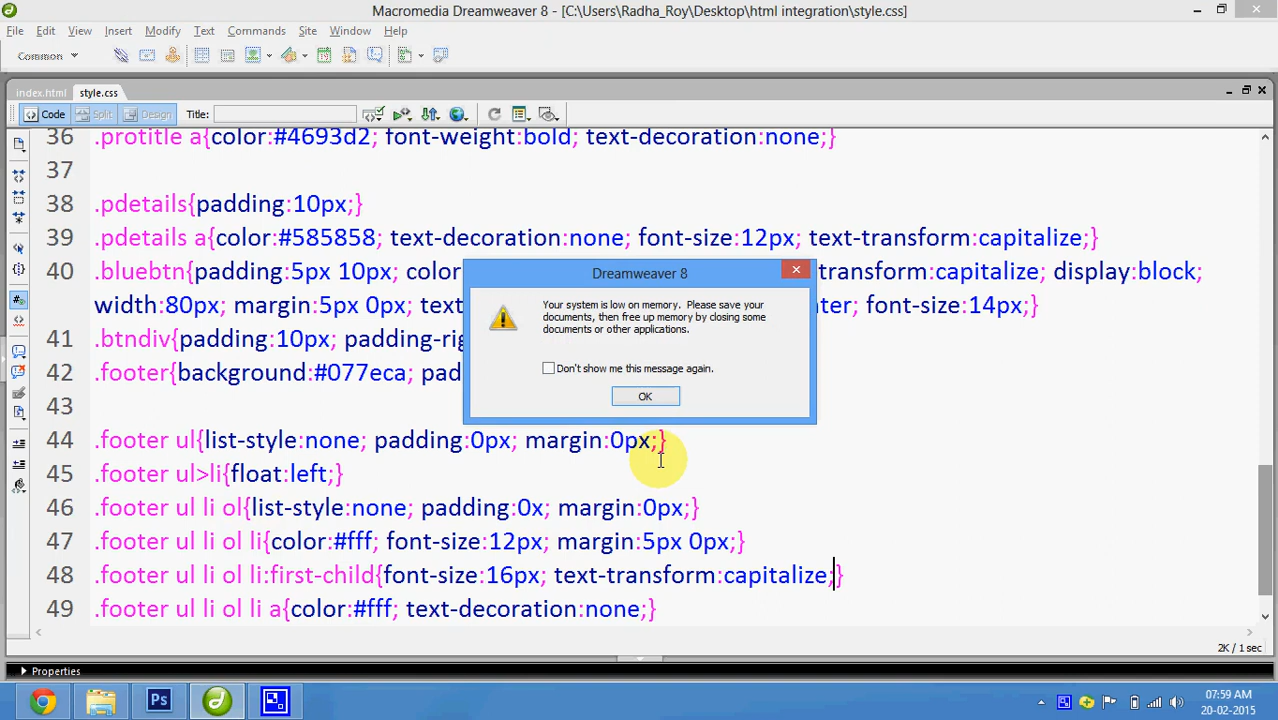 Macromedia Dreamweaver 8 - [C:\Users\Radha_Roy\Desktop\html integration\style.css]
File Edit View Insert Modify Text Commands Site Window Help
Common
index.html style.css
Code Split Design Title:
36 .protitle a{color:#4693d2; font-weight:bold; text-decoration:none;}
37
38 .pdetails{padding:10px;}
39 .pdetails a{color:#585858; text-decoration:none; font-size:12px; text-transform:capitalize;}
40 .bluebtn{padding:5px 10px; transform:capitalize; display:block;
width:80px; margin:5px 0px; font-size:14px;}
41 .btndiv{padding:10px;
42 .footer{background:#077eca;
43
44 .footer ul{list-style:none; padding:0px; margin:0px;}
45 .footer ul>li{float:left;}
46 .footer ul li ol{list-style:none; padding:0x; margin:0px;}
47 .footer ul li ol li{color:#fff; font-size:12px; margin:5px 0px;}
48 .footer ul li ol li:first-child{font-size:16px; text-transform:capitalize;}
49 .footer ul li ol li a{color:#fff; text-decoration:none;}
Dreamweaver 8
Your system is low on memory. Please save your
documents, then free up memory by closing some
documents or other applications.
Don't show me this message again.
OK
2K / 1 sec
Properties
Ps
07:59 AM
20-02-2015